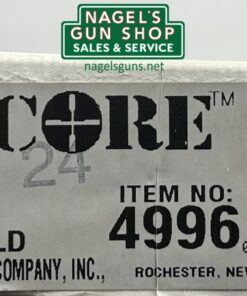 NAGEL'S
GUN SHOP
SALES & SERVICE
nagelsguns.net
CORE™
24
ITEM NO:
4996
LD
COMPANY, INC.,
ROCHESTER, NEW